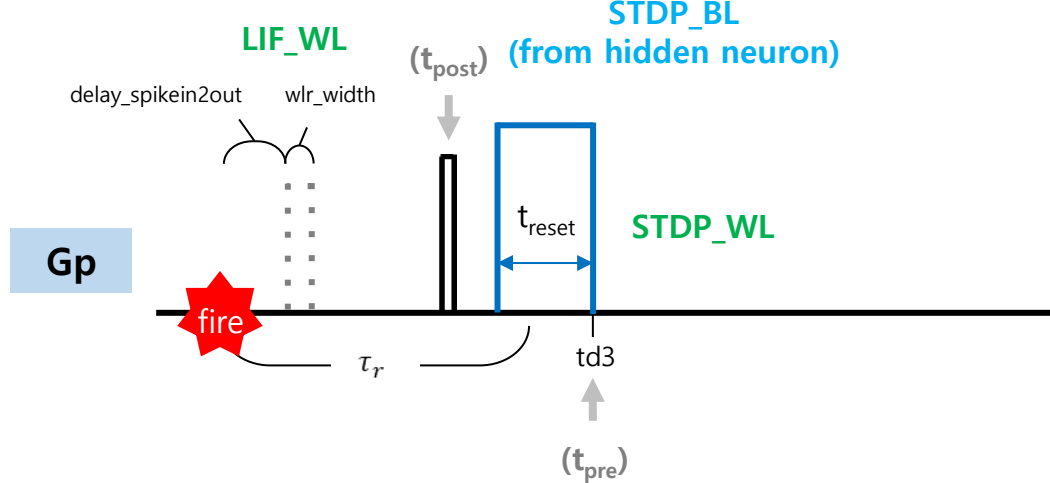 STDP_BL
(from hidden neuron)
LIF_WL
(tpost)
delay_spikein2out
wlr_width
treset
STDP_WL
Gp
fire
τr
td3
(tpre)